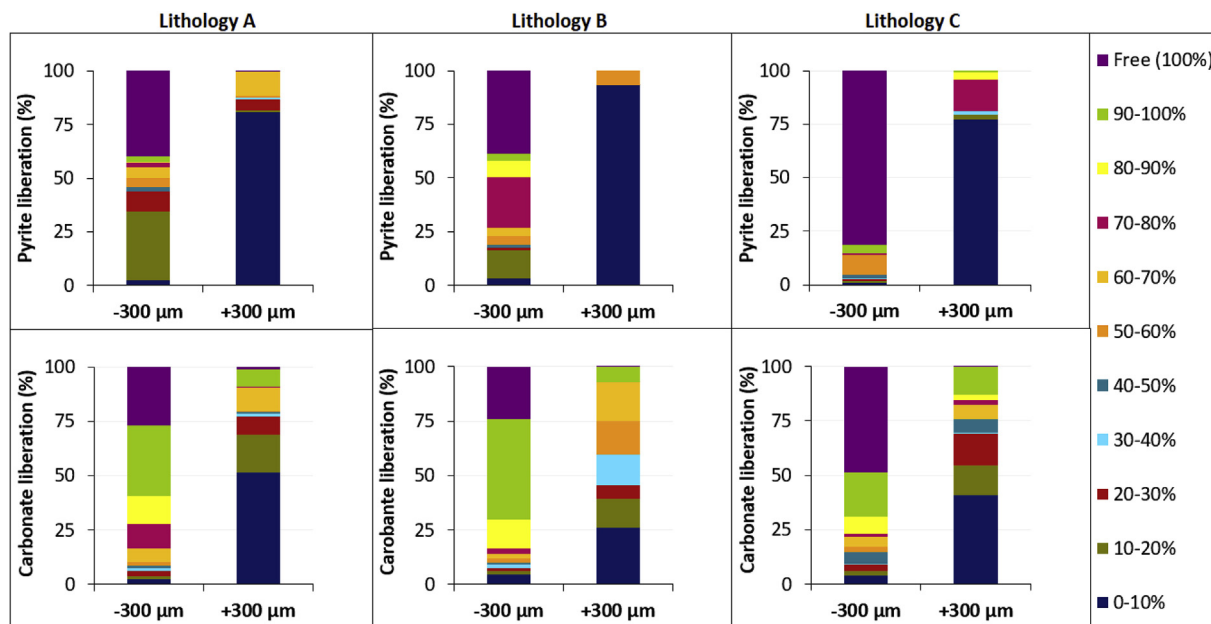 Lithology A
Lithology B
Lithology C
Pyrite liberation (%)
100
75
50
25
0
-300 µm
+300 µm
Pyrite liberation (%)
100
75
50
25
0
-300 µm
+300 µm
Pyrite liberation (%)
100
75
50
25
0
-300 µm
+300 µm
Carbonate liberation (%)
100
75
50
25
0
-300 µm
+300 µm
Carobante liberation (%)
100
75
50
25
0
-300 µm
+300 µm
Carbonate liberation (%)
100
75
50
25
0
-300 µm
+300 µm
Free (100%)
90-100%
80-90%
70-80%
60-70%
50-60%
40-50%
30-40%
20-30%
10-20%
0-10%